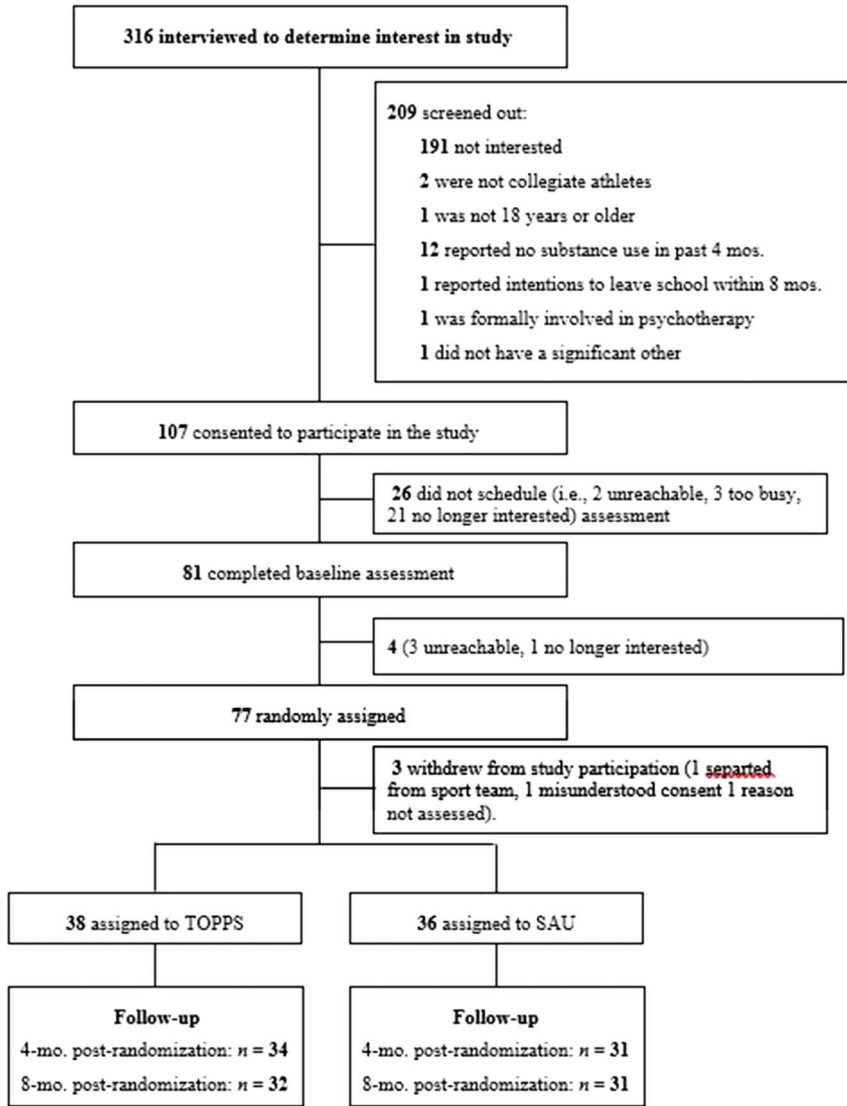 316 interviewed to determine interest in study
209 screened out:
191 not interested
2 were not collegiate athletes
1 was not 18 years or older
12 reported no substance use in past 4 mos.
1 reported intentions to leave school within 8 mos.
1 was formally involved in psychotherapy
1 did not have a significant other
107 consented to participate in the study
26 did not schedule (i.e., 2 unreachable, 3 too busy,
21 no longer interested) assessment
81 completed baseline assessment
4 (3 unreachable, 1 no longer interested)
77 randomly assigned
3 withdrew from study participation (1 separted
from sport team, 1 misunderstood consent 1 reason
not assessed).
38 assigned to TOPPS
36 assigned to SAU
Follow-up
4-mo. post-randomization: n = 34
8-mo. post-randomization: n = 32
Follow-up
4-mo. post-randomization: n = 31
8-mo. post-randomization: n = 31